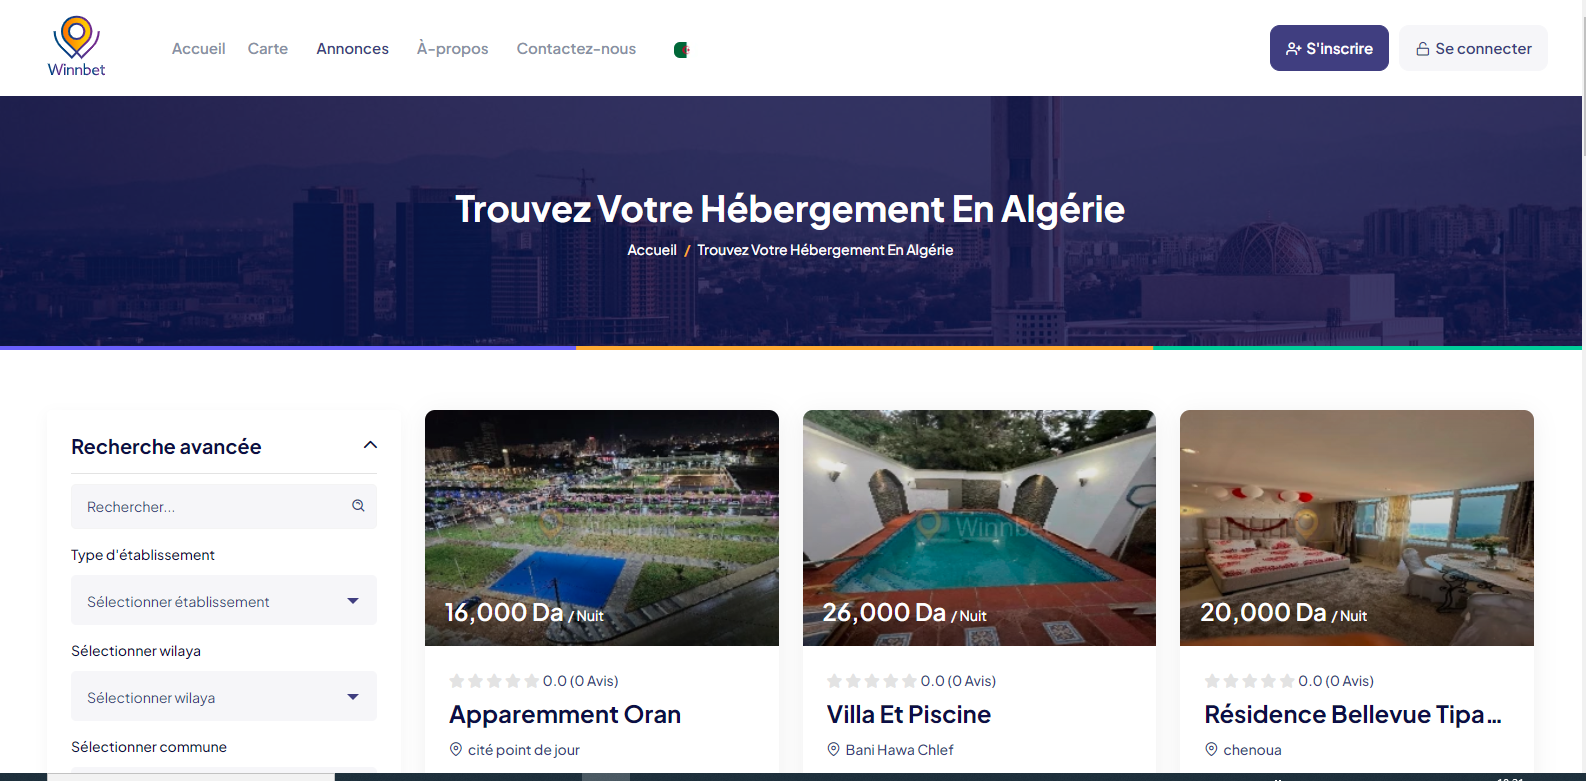 Winnbet
Accueil Carte Annonces À-propos Contactez-nous
S'inscrire Se connecter
Trouvez Votre Hébergement En Algérie
Accueil / Trouvez Votre Hébergement En Algérie
Recherche avancée
Rechercher...
Type d'établissement
Sélectionner établissement
Sélectionner wilaya
Sélectionner wilaya
Sélectionner commune
Winnbet
16,000 Da / Nuit
0.0 (0 Avis)
Apparemment Oran
cité point de jour
Winnbet
26,000 Da / Nuit
0.0 (0 Avis)
Villa Et Piscine
Bani Hawa Chlef
20,000 Da / Nuit
0.0 (0 Avis)
Résidence Bellevue Tipa...
chenoua